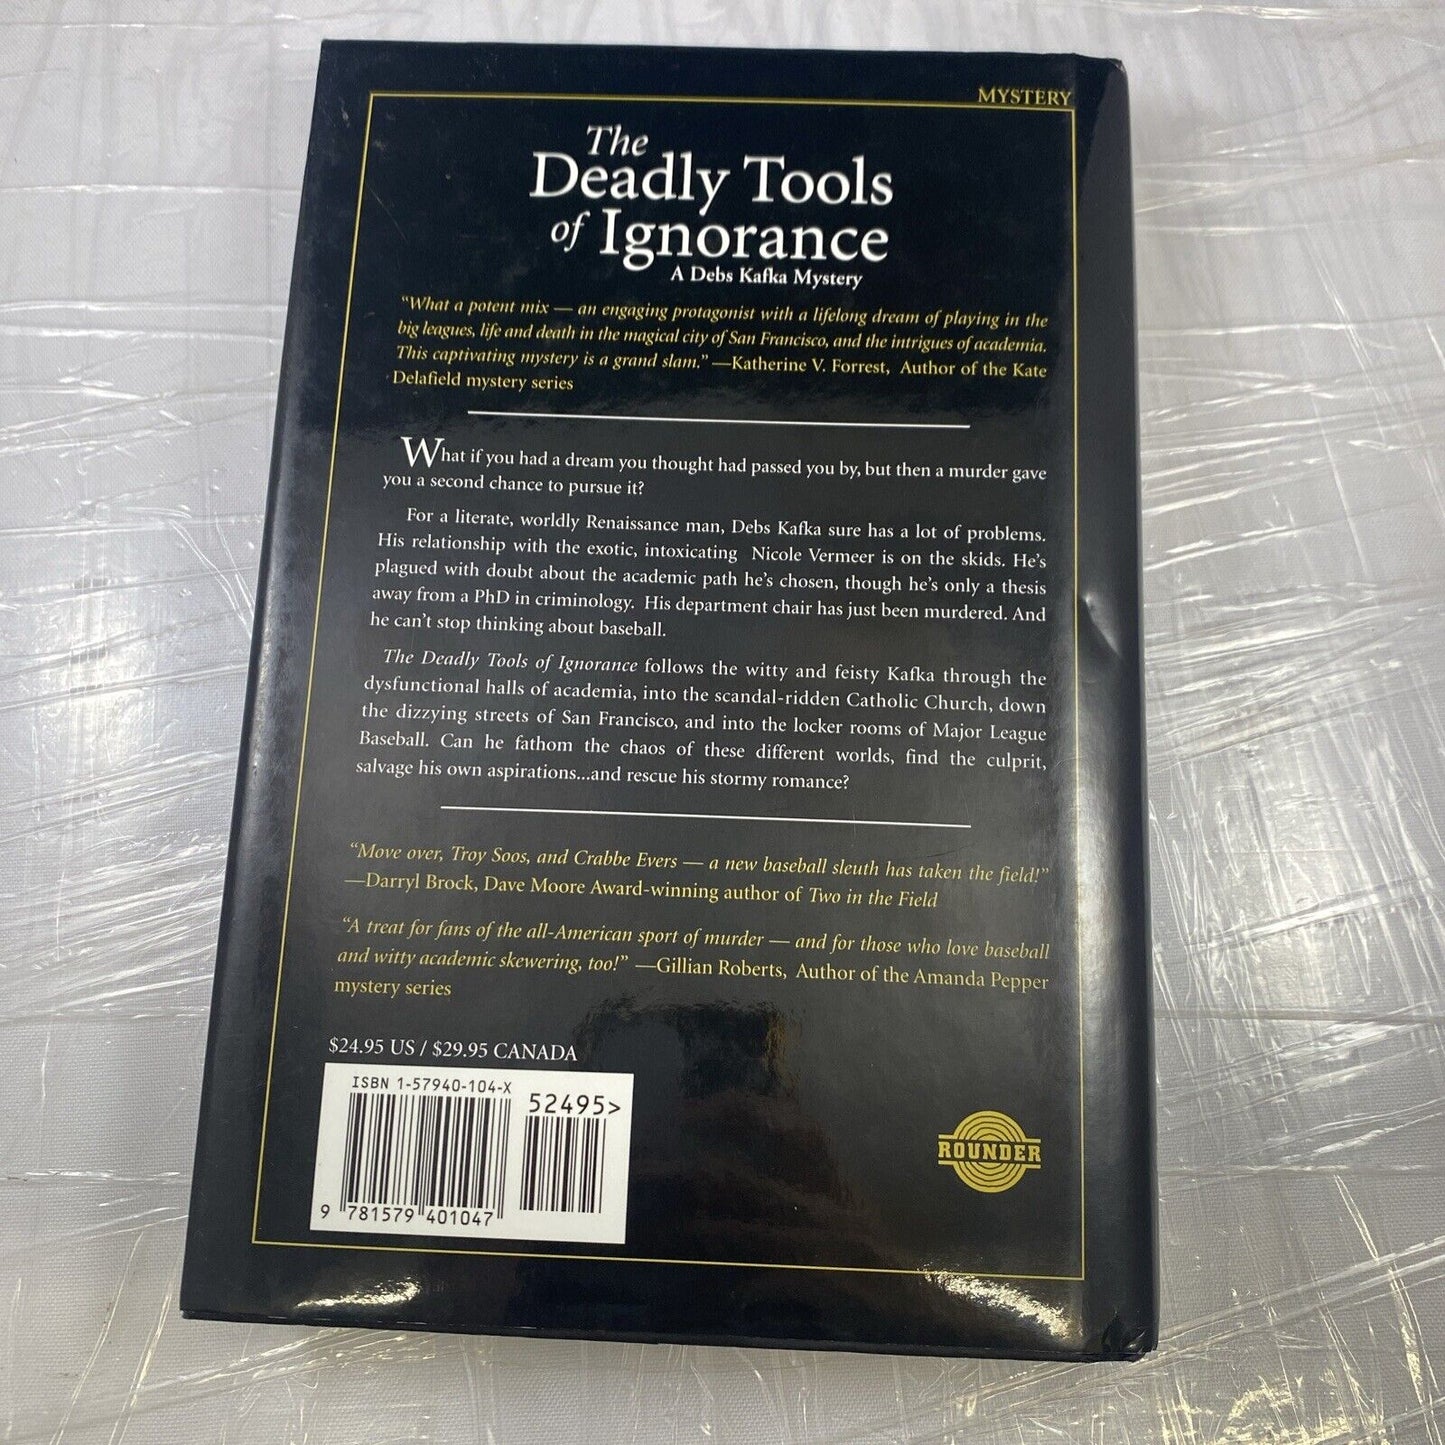 MYSTERY
The
Deadly Tools
of Ignorance
A Debs Kafka Mystery
“What a potent mix — an engaging protagonist with a lifelong dream of playing in the
big leagues, life and death in the magical city of San Francisco, and the intrigues of academia.
This captivating mystery is a grand slam.” —Katherine V. Forrest, Author of the Kate
Delafield mystery series
What if you had a dream you thought had passed you by, but then a murder gave
you a second chance to pursue it?
For a literate, worldly Renaissance man, Debs Kafka sure has a lot of problems.
His relationship with the exotic, intoxicating Nicole Vermeer is on the skids. He’s
plagued with doubt about the academic path he’s chosen, though he’s only a thesis
away from a PhD in criminology. His department chair has just been murdered. And
he can’t stop thinking about baseball.
The Deadly Tools of Ignorance follows the witty and feisty Kafka through the
dysfunctional halls of academia, into the scandal-ridden Catholic Church, down
the dizzying streets of San Francisco, and into the locker rooms of Major League
Baseball. Can he fathom the chaos of these different worlds, find the culprit,
salvage his own aspirations...and rescue his stormy romance?
“Move over, Troy Soos, and Crabbe Evers — a new baseball sleuth has taken the field!”
—Darryl Brock, Dave Moore Award-winning author of Two in the Field
“A treat for fans of the all-American sport of murder — and for those who love baseball
and witty academic skewering, too!” —Gillian Roberts, Author of the Amanda Pepper
mystery series
$24.95 US / $29.95 CANADA
ISBN 1-57940-104-X
52495>
9 781579 401047
ROUNDER